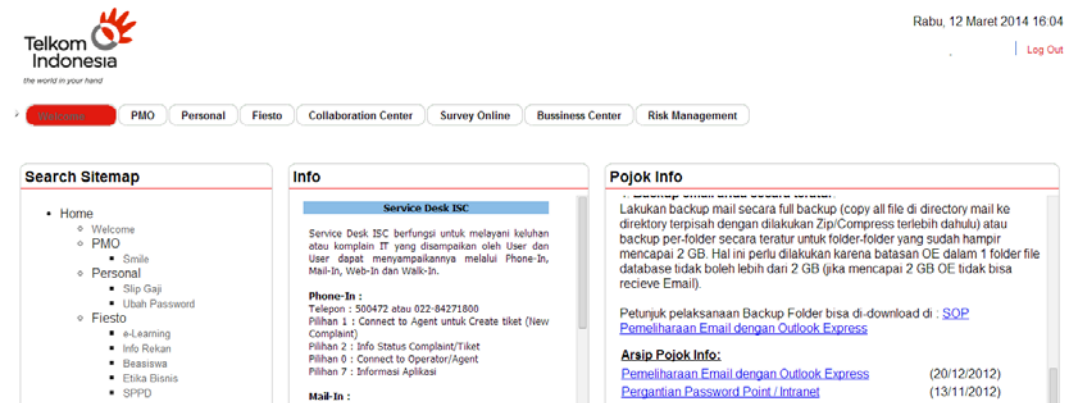 Telkom
Indonesia
the world in your hand
Rabu, 12 Maret 2014 16:04
Log Out
Welcome
PMO
Personal
Fiesto
Collaboration Center
Survey Online
Bussiness Center
Risk Management
Search Sitemap
Home
Welcome
PMO
Smile
Personal
Slip Gaji
Ubah Password
Fiesto
e-Learning
Info Rekan
Beasiswa
Etika Bisnis
SPPD
Info
Service Desk ISC
Service Desk ISC berfungsi untuk melayani keluhan
atau komplain IT yang disampaikan oleh User dan
User dapat menyampaikannya melalui Phone-In,
Mail-In, Web-In dan Walk-In.
Phone-In :
Telepon : 500472 atau 022-84271800
Pilihan 1 : Connect to Agent untuk Create tiket (New
Complaint)
Pilihan 2 : Info Status Complaint/Tiket
Pilihan 0 : Connect to Operator/Agent
Pilihan 7 : Informasi Aplikasi
Mail-In :
Pojok Info
1. Backup email anda secara teratur.
Lakukan backup mail secara full backup (copy all file di directory mail ke
direktory terpisah dengan dilakukan Zip/Compress terlebih dahulu) atau
backup per-folder secara teratur untuk folder-folder yang sudah hampir
mencapai 2 GB. Hal ini perlu dilakukan karena batasan OE dalam 1 folder file
database tidak boleh lebih dari 2 GB (jika mencapai 2 GB OE tidak bisa
recieve Email).
Petunjuk pelaksanaan Backup Folder bisa di-download di : SOP
Pemeliharaan Email dengan Outlook Express
Arsip Pojok Info:
Pemeliharaan Email dengan Outlook Express (20/12/2012)
Pergantian Password Point / Intranet (13/11/2012)